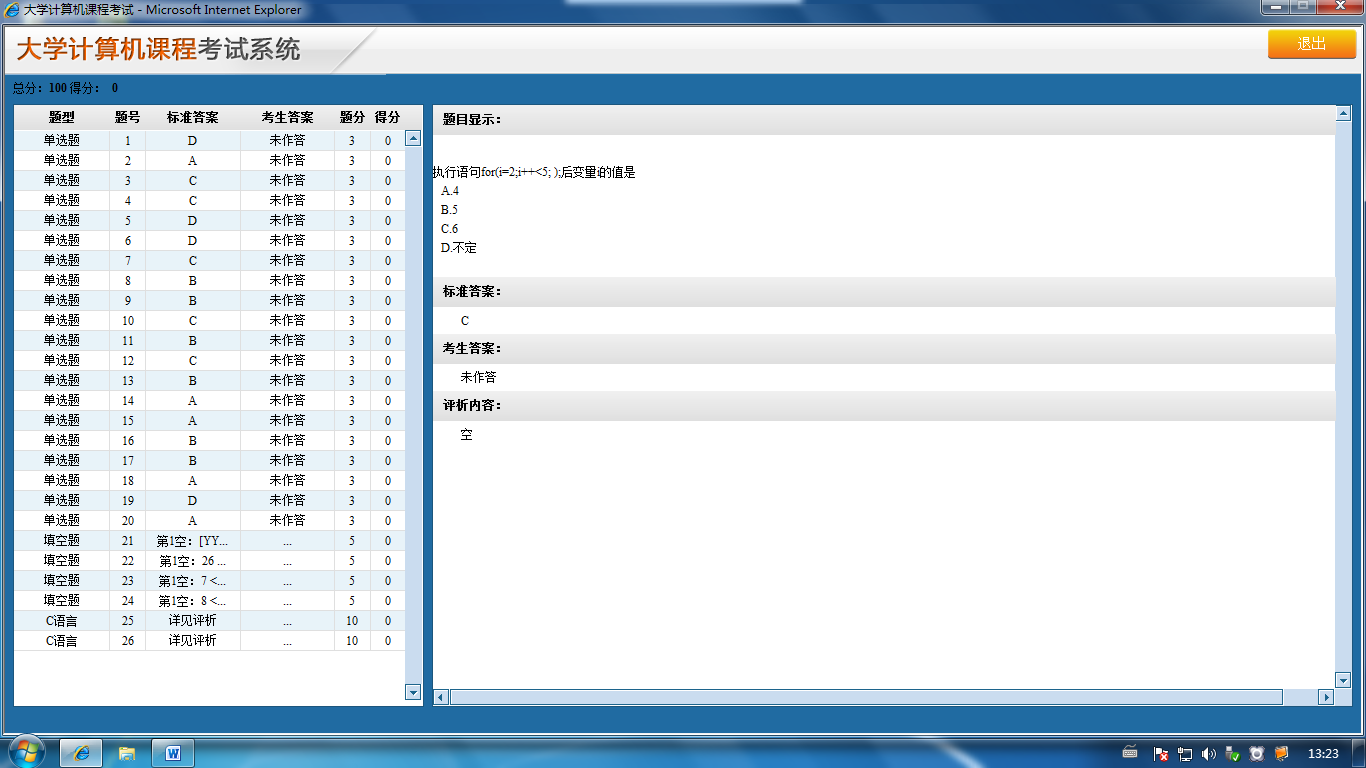 大学计算机课程考试 - Microsoft Internet Explorer
大学计算机课程考试系统
退出
总分：100 得分： 0
题型 题号 标准答案 考生答案 题分 得分
单选题 1 D 未作答 3 0
单选题 2 A 未作答 3 0
单选题 3 C 未作答 3 0
单选题 4 C 未作答 3 0
单选题 5 D 未作答 3 0
单选题 6 D 未作答 3 0
单选题 7 C 未作答 3 0
单选题 8 B 未作答 3 0
单选题 9 B 未作答 3 0
单选题 10 C 未作答 3 0
单选题 11 B 未作答 3 0
单选题 12 C 未作答 3 0
单选题 13 B 未作答 3 0
单选题 14 A 未作答 3 0
单选题 15 A 未作答 3 0
单选题 16 B 未作答 3 0
单选题 17 B 未作答 3 0
单选题 18 A 未作答 3 0
单选题 19 D 未作答 3 0
单选题 20 A 未作答 3 0
填空题 21 第1空：[YY... ... 5 0
填空题 22 第1空：26 ... ... 5 0
填空题 23 第1空：7 <... ... 5 0
填空题 24 第1空：8 <... ... 5 0
C语言 25 详见评析 ... 10 0
C语言 26 详见评析 ... 10 0
题目显示：
执行语句for(i=2;i++<5; );后变量i的值是
A.4
B.5
C.6
D.不定
标准答案：
C
考生答案：
未作答
评析内容：
空
13:23